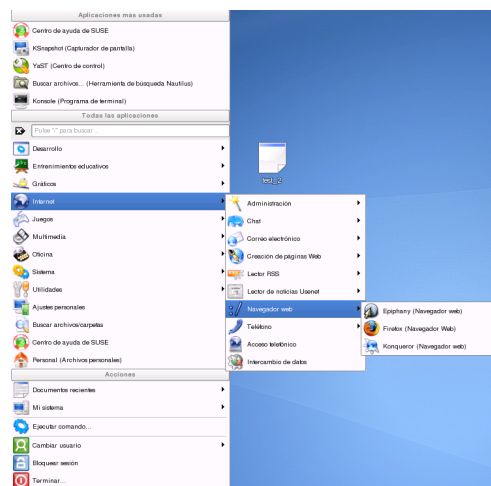 Aplicaciones más usadas
Centro de ayuda de SUSE
KSnapshot (Capturador de pantalla)
YaST (Centro de control)
Buscar archivos... (Herramienta de búsqueda Nautilus)
Konsole (Programa de terminal)
Todas las aplicaciones
Pulse "/" para buscar...
Desarrollo
Entrenimientos educativos
Gráficos
Internet
Juegos
Multimedia
Oficina
Sistema
Utilidades
Ajustes personales
Buscar archivos/carpetas
Centro de ayuda de SUSE
Personal (Archivos personales)
Acciones
Documentos recientes
Mi sistema
Ejecutar comando...
Cambiar usuario
Bloquear sesión
Terminar...
test_2
Administración
Chat
Correo electrónico
Creación de páginas Web
Lector RSS
Lector de noticias Usenet
Navegador web
Teléfono
Acceso telefónico
Intercambio de datos
Epiphany (Navegador web)
Firefox (Navegador Web)
Konqueror (Navegador web)